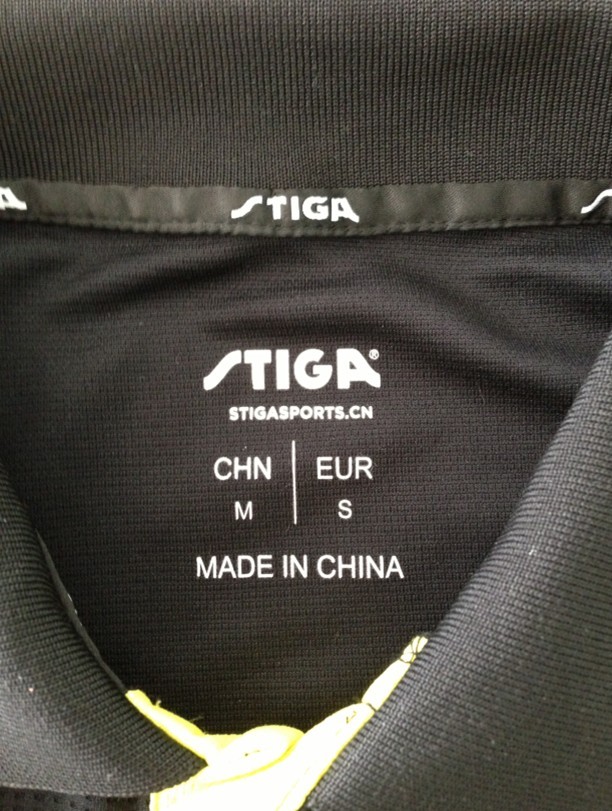 STIGA
STIGA®
STIGASPORTS.CN
CHN | EUR
M | S
MADE IN CHINA